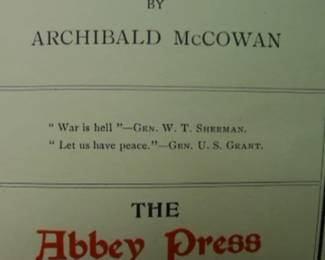 BY
ARCHIBALD McCOWAN
“ War is hell ”—GEN. W. T. SHERMAN.
“ Let us have peace.”—GEN. U. S. GRANT.
THE
Abbey Press